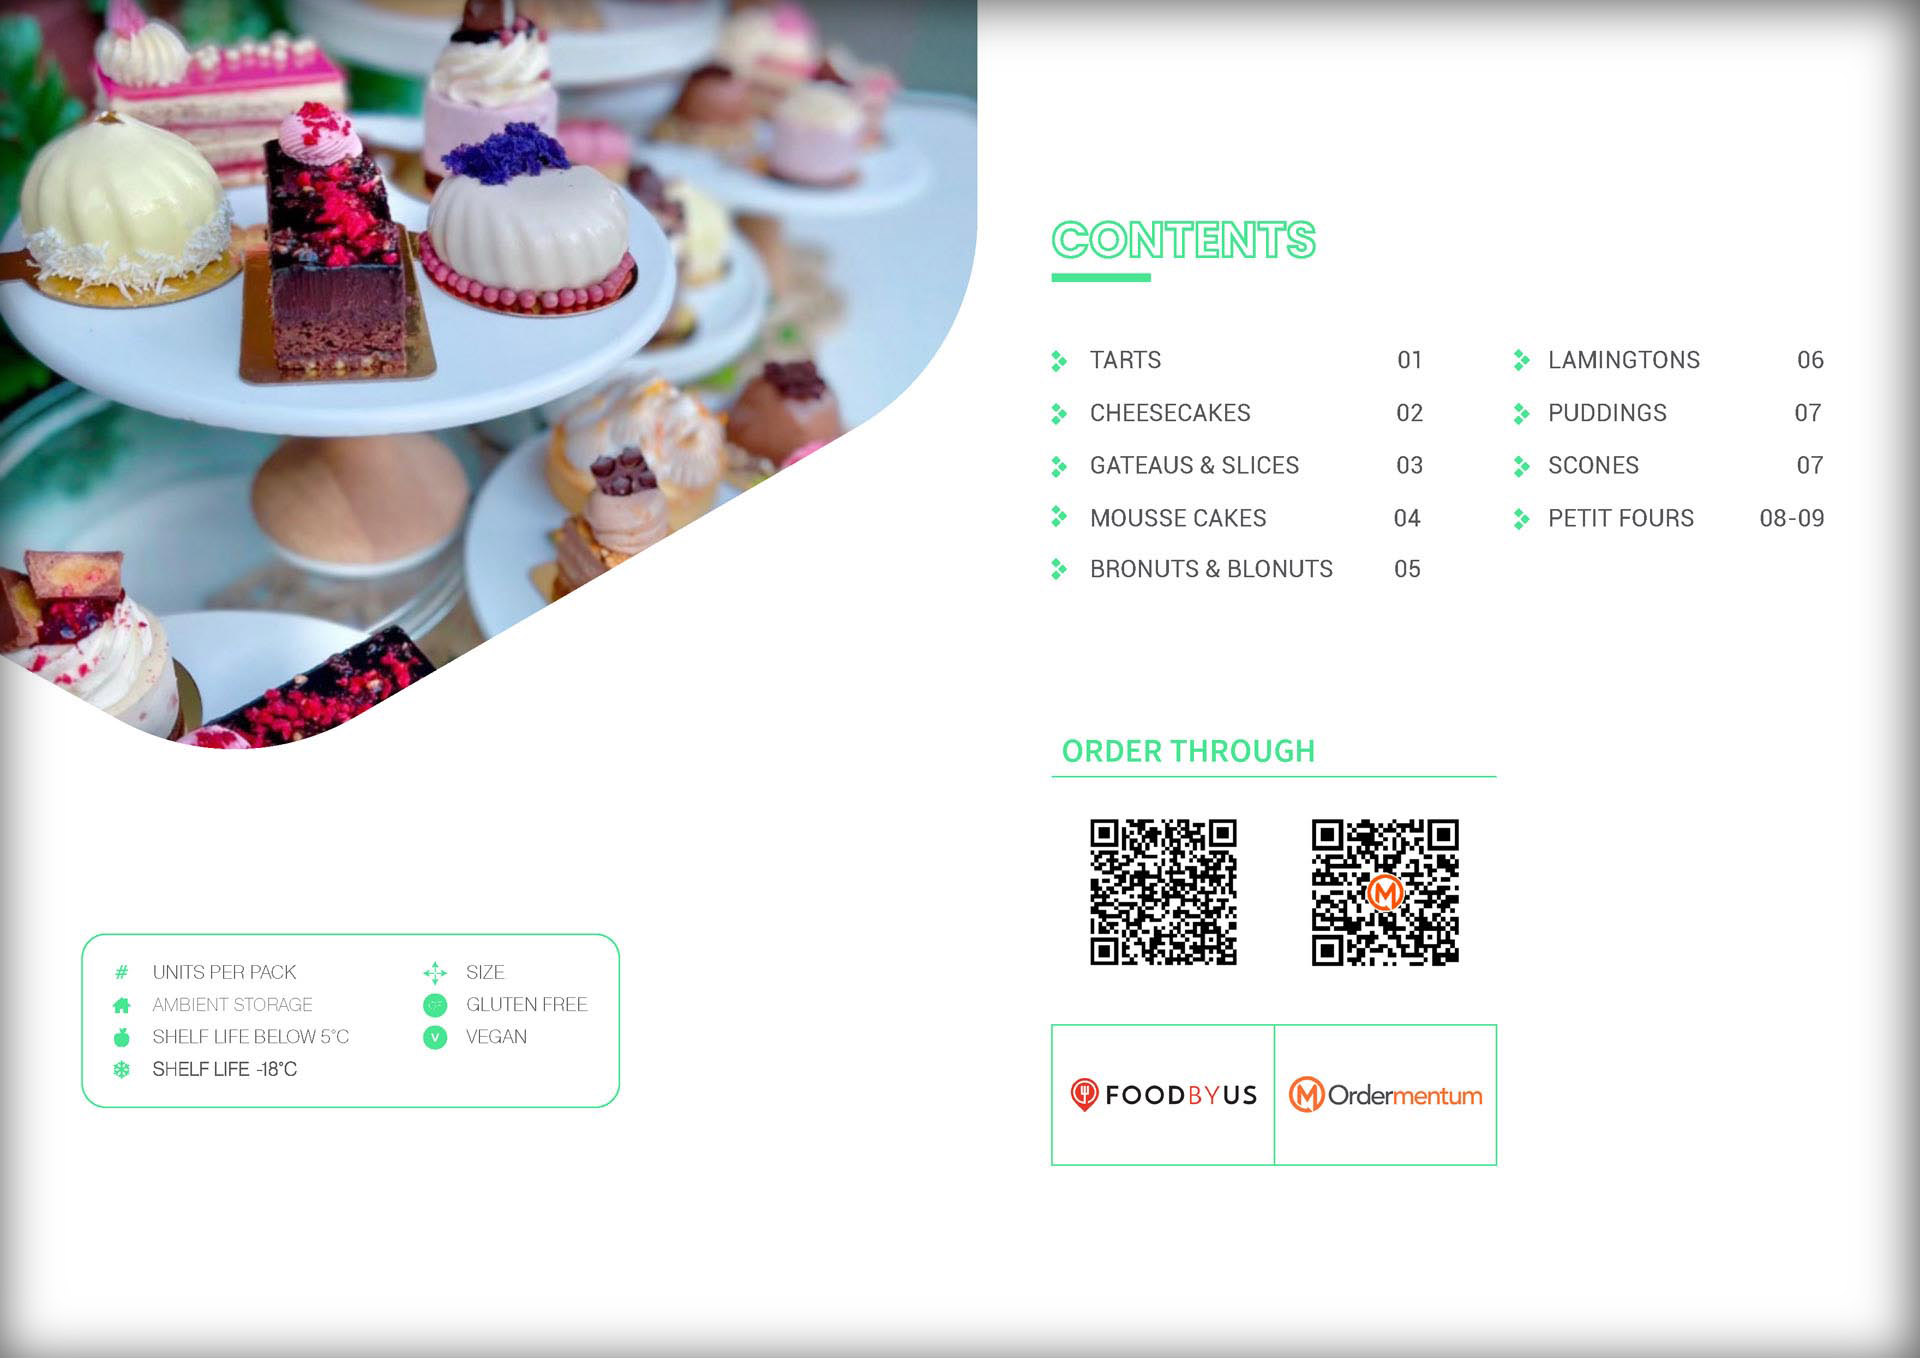 CONTENTS
TARTS 01
CHEESECAKES 02
GATEAUS & SLICES 03
MOUSSE CAKES 04
BRONUTS & BLONUTS 05
LAMINGTONS 06
PUDDINGS 07
SCONES 07
PETIT FOURS 08-09
ORDER THROUGH
M
FOODBYUS
M Ordermentum
# UNITS PER PACK
AMBIENT STORAGE
SHELF LIFE BELOW 5°C
SHELF LIFE -18°C
SIZE
GF GLUTEN FREE
V VEGAN